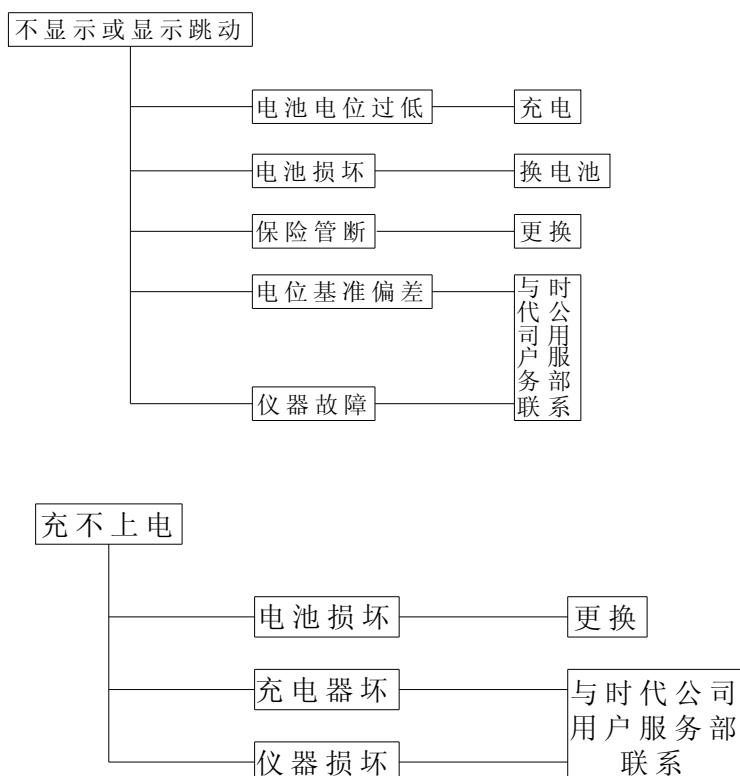 不显示或显示跳动
电池电位过低
充电
电池损坏
换电池
保险管断
更换
电位基准偏差
与时
代公
司用
户服
务部
联系
仪器故障
充不上电
电池损坏
更换
充电器坏
与时代公司
用户服务部
联系
仪器损坏